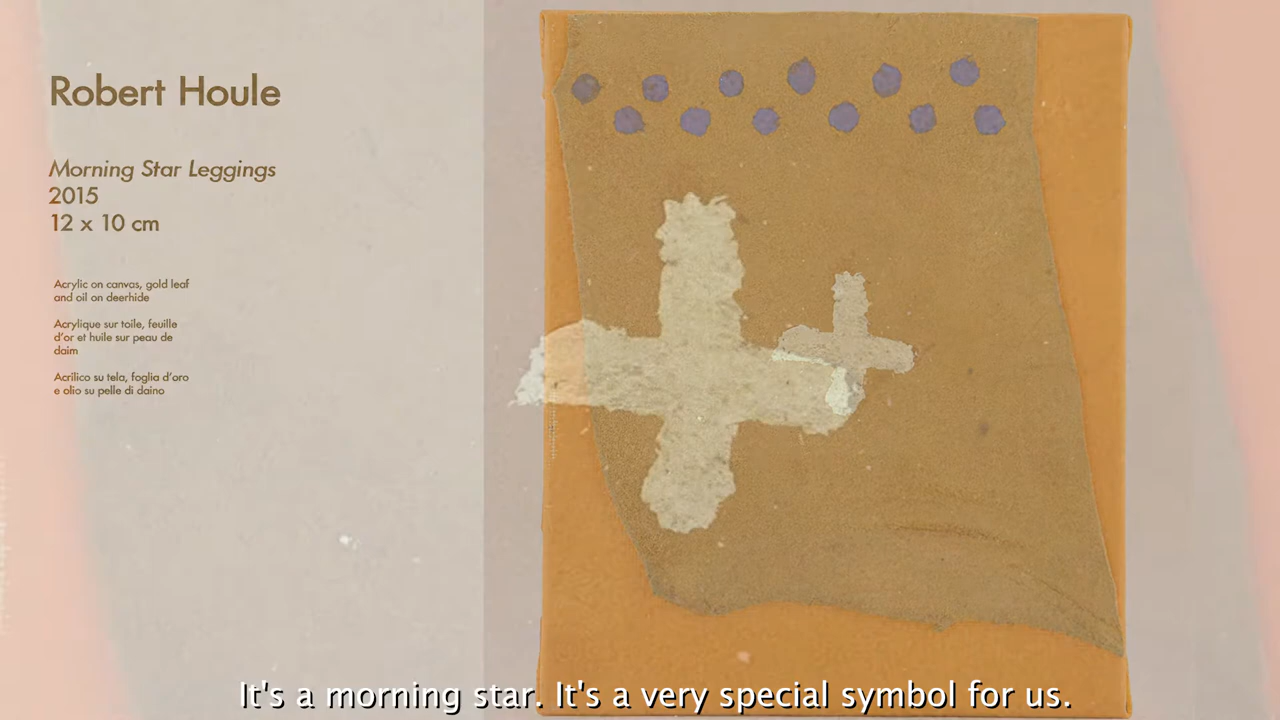 Robert Houle
Morning Star Leggings
2015
12 x 10 cm
Acrylic on canvas, gold leaf
and oil on deerhide
Acrylique sur toile, feuille
d'or et huile sur peau de
daim
Acrilico su tela, foglia d'oro
e olio su pelle di daino
It's a morning star. It's a very special symbol for us.